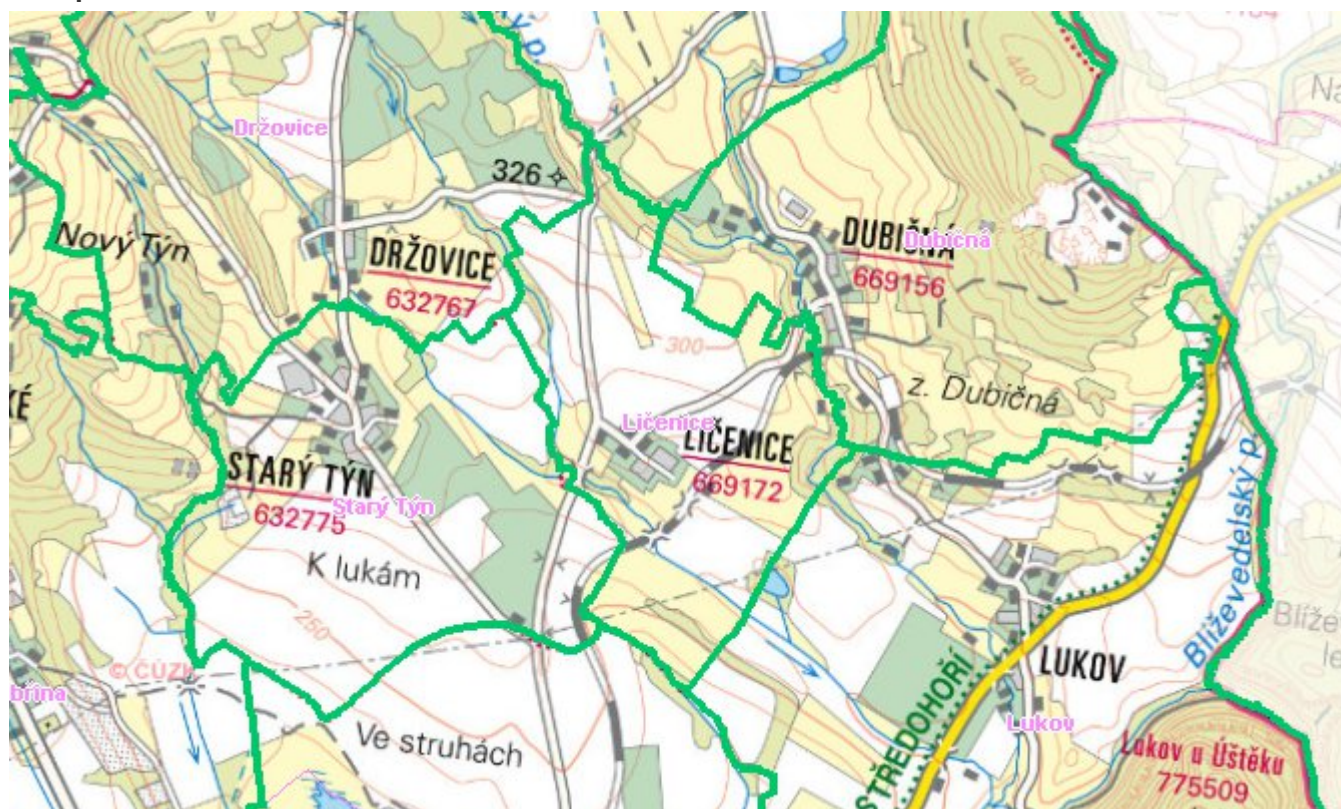 440
Držovice
326
Nový Týn
DRŽOVICE
632767
DUBIČNÁ
Dubičná
669156
300
z. Dubičná
Ličenice
LIČENICE
669172
STARÝ TÝN
Starý Týn
632775
K lukám
250
© ČÚZK
Ve struhách
LUKOV
Lukov
STŘEDOHOŘÍ
Blíževedelský p.
Lukov u Úštěku
775509